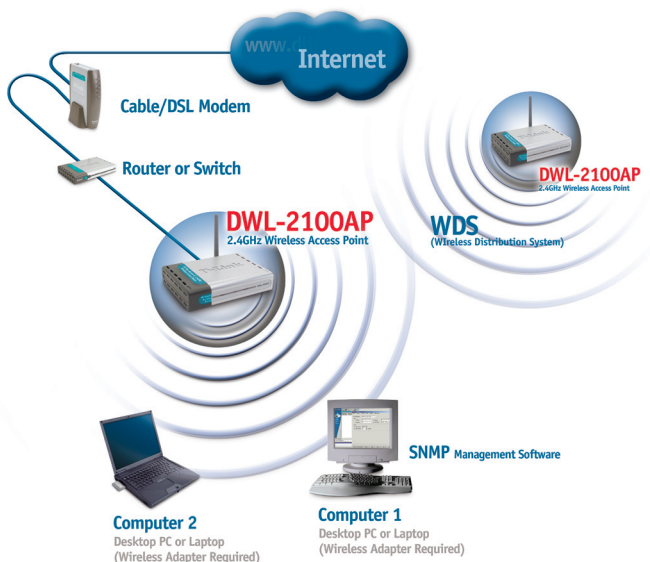 www.
Internet
Cable/DSL Modem
Router or Switch
DWL-2100AP
2.4GHz Wireless Access Point
DWL-2100AP
2.4GHz Wireless Access Point
WDS
(WIreless Distribution System)
D-Link
SNMP Management Software
Computer 2
Desktop PC or Laptop
(Wireless Adapter Required)
Computer 1
Desktop PC or Laptop
(Wireless Adapter Required)